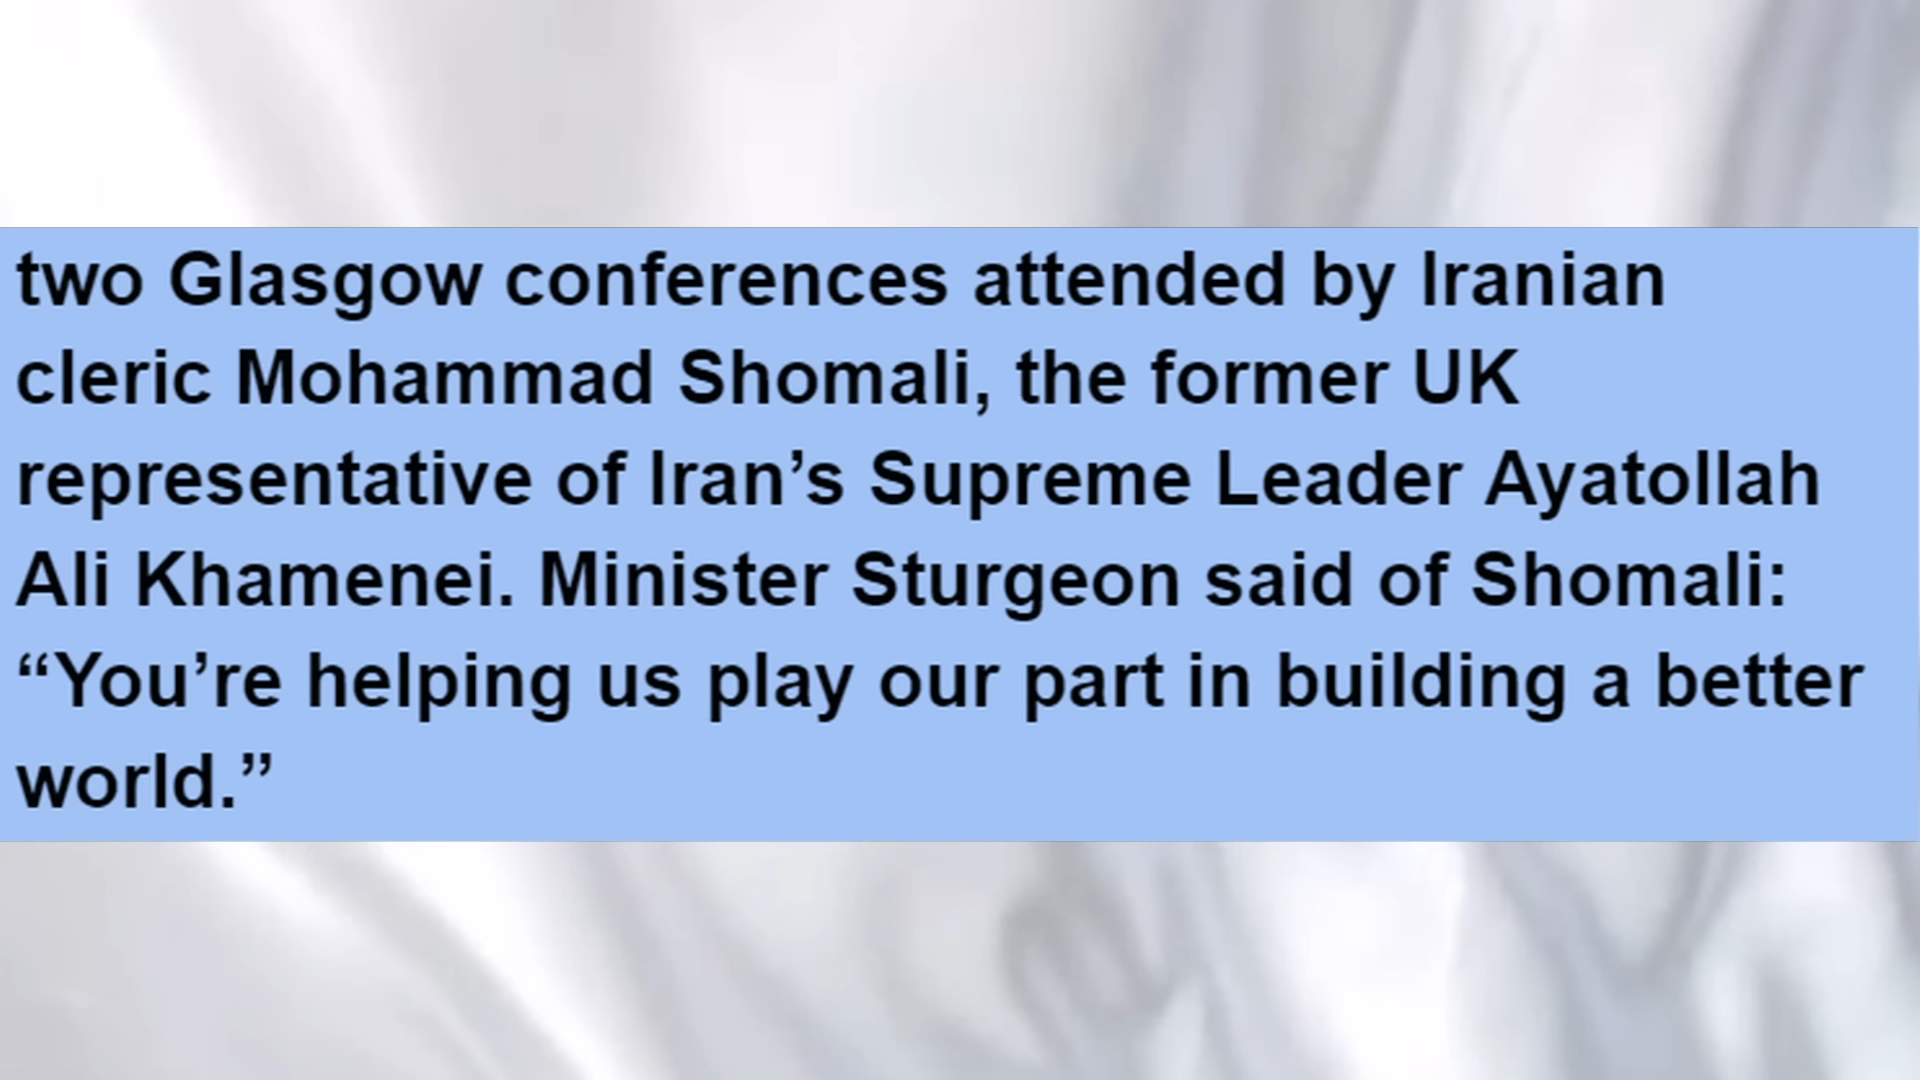 two Glasgow conferences attended by Iranian
cleric Mohammad Shomali, the former UK
representative of Iran’s Supreme Leader Ayatollah
Ali Khamenei. Minister Sturgeon said of Shomali:
“You’re helping us play our part in building a better
world.”